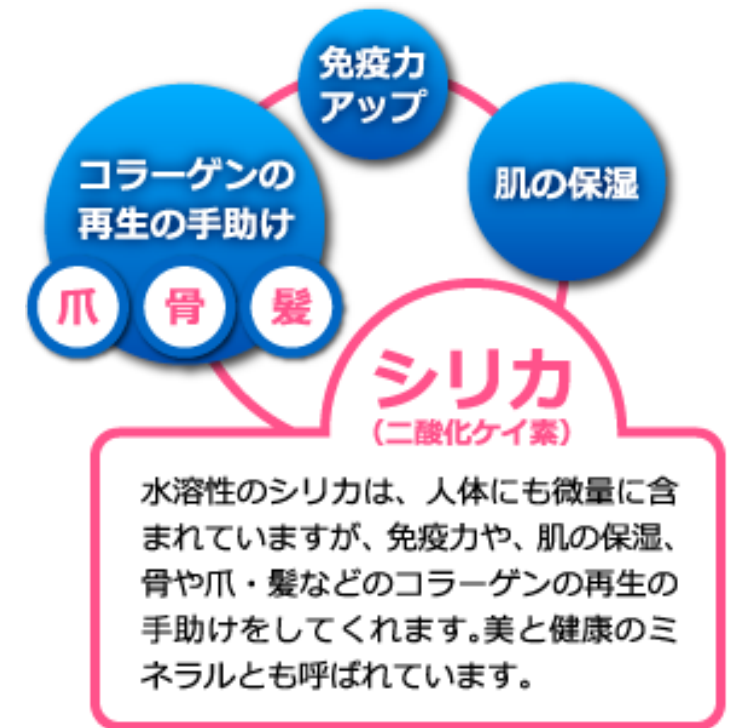 免疫力
アップ
コラーゲンの
再生の手助け
肌の保湿
爪 骨 髪
シリカ
（二酸化ケイ素）
水溶性のシリカは、人体にも微量に含
まれていますが、免疫力や、肌の保湿、
骨や爪・髪などのコラーゲンの再生の
手助けをしてくれます。美と健康のミ
ネラルとも呼ばれています。